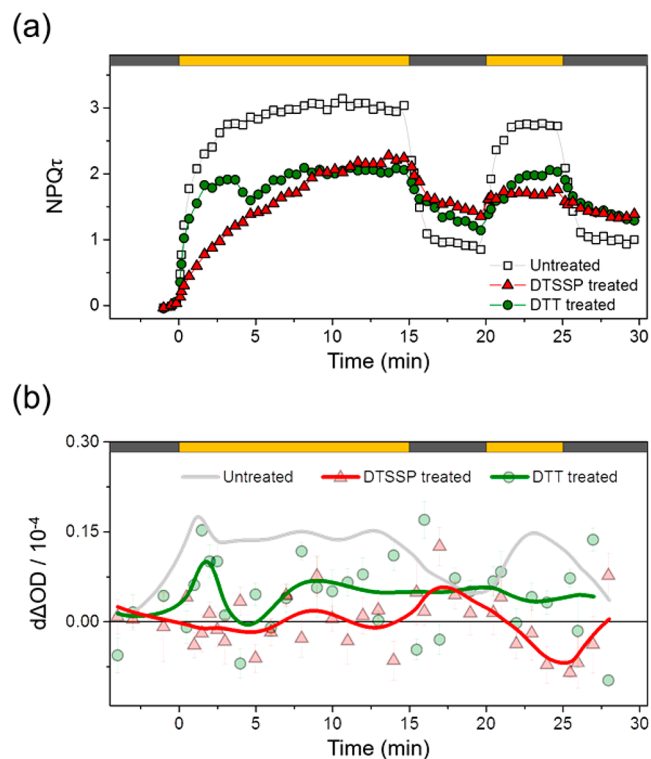 (a)
NPQτ
3
2
1
0
Untreated
DTSSP treated
DTT treated
0 5 10 15 20 25 30
Time (min)
(b)
dΔOD / 10⁻⁴
0.30
0.15
0.00
Untreated DTSSP treated DTT treated
0 5 10 15 20 25 30
Time (min)